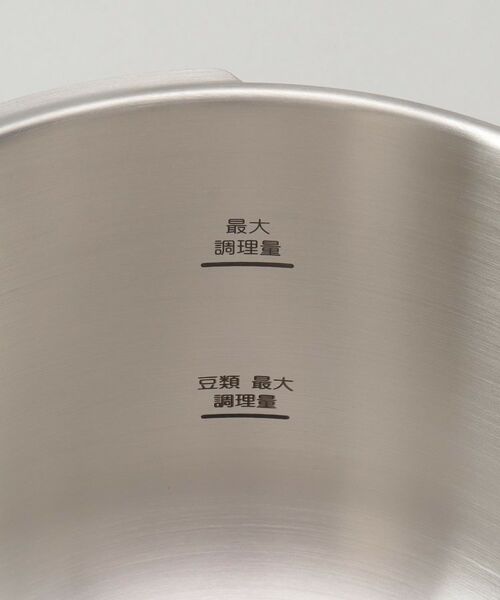 最大
調理量
豆類 最大
調理量